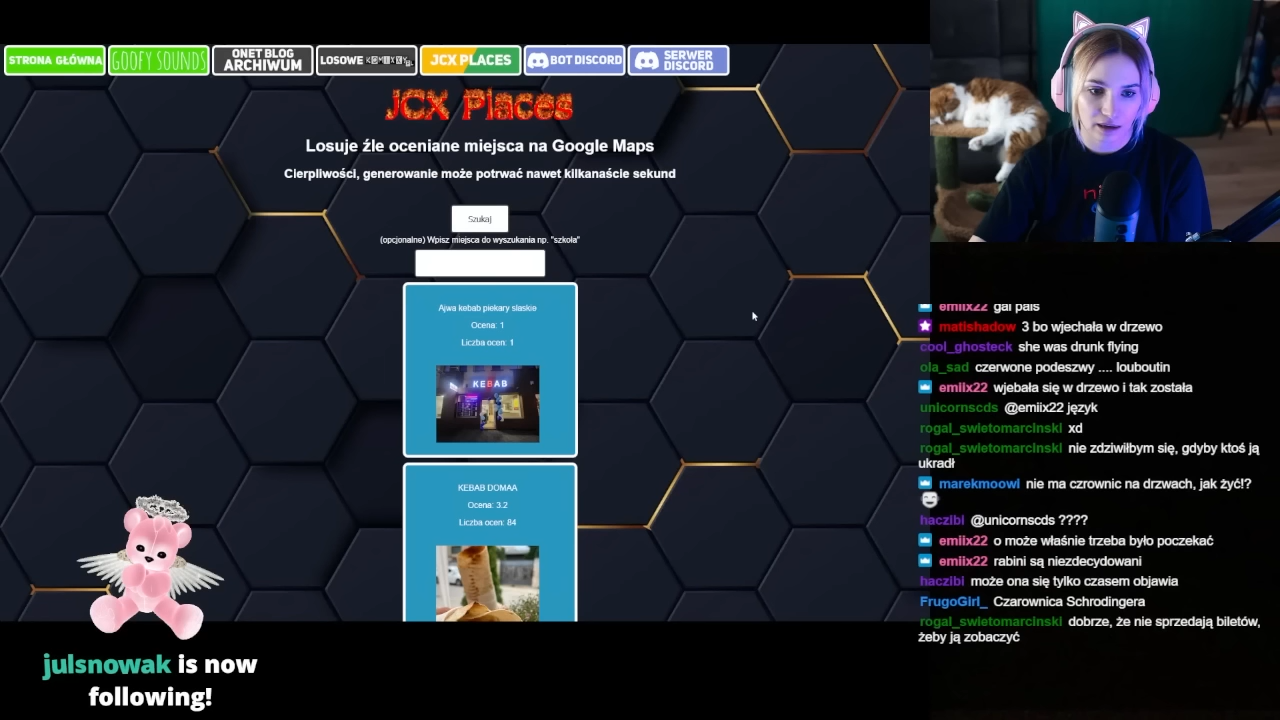 STRONA GŁÓWNA
GOOFY SOUNDS
ONET BLOG
ARCHIWUM
LOSOWE
JCX PLACES
BOT DISCORD
SERWER
DISCORD
JCX Places
Losuje źle oceniane miejsca na Google Maps
Cierpliwości, generowanie może potrwać nawet kilkanaście sekund
Szukaj
(opcjonalne) Wpisz miejsca do wyszukania np. "szkoła"
Ajwa kebab piekary slaskie
Ocena: 1
Liczba ocen: 1
KEBAB
KEBAB DOMAA
Ocena: 3.2
Liczba ocen: 84
julsnowak is now
following!
emiix22 gal pals
matishadow 3 bo wjechała w drzewo
cool_ghosteck she was drunk flying
ola_sad czerwone podeszwy .... louboutin
emiix22 wjebała się w drzewo i tak została
unicornscds @emiix22 język
rogal_swietomarcinski xd
rogal_swietomarcinski nie zdziwiłbym się, gdyby ktoś ją
ukradł
marekmoowi nie ma czrownic na drzwach, jak żyć!?
haczibi @unicornscds ????
emiix22 o może właśnie trzeba było poczekać
emiix22 rabini są niezdecydowani
haczibi może ona się tylko czasem objawia
FrugoGirl_ Czarownica Schrodingera
rogal_swietomarcinski dobrze, że nie sprzedają biletów,
żeby ją zobaczyć